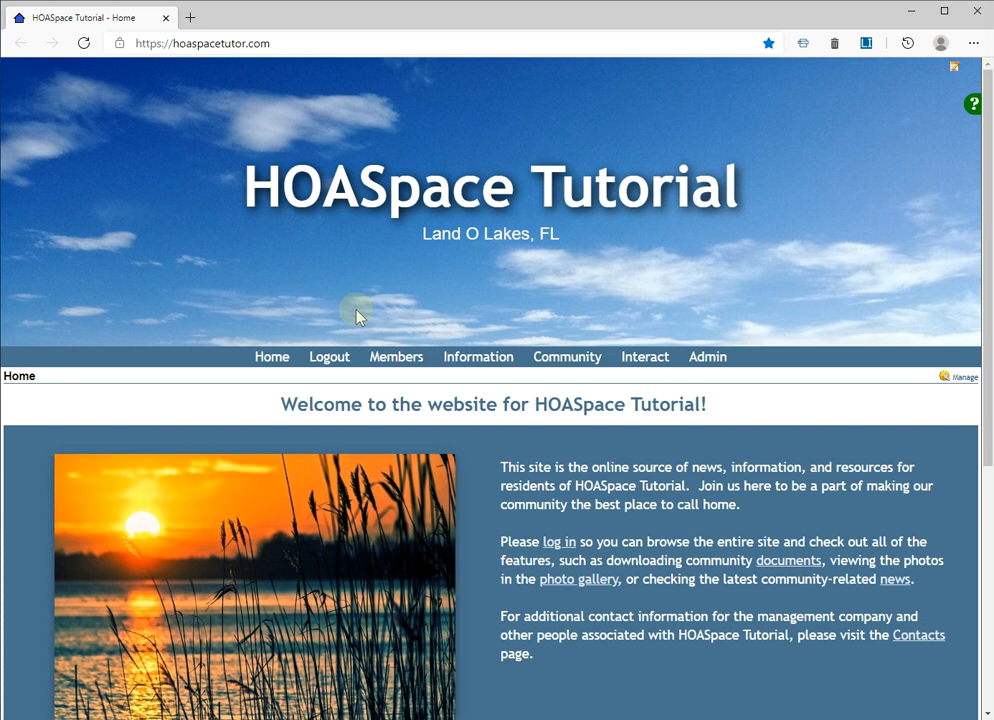 HOASpace Tutorial - Home
https://hoaspacetutor.com
?
HOASpace Tutorial
Land O Lakes, FL
Home Logout Members Information Community Interact Admin
Home
Manage
Welcome to the website for HOASpace Tutorial!
This site is the online source of news, information, and resources for
residents of HOASpace Tutorial. Join us here to be a part of making our
community the best place to call home.
Please log in so you can browse the entire site and check out all of the
features, such as downloading community documents, viewing the photos
in the photo gallery, or checking the latest community-related news.
For additional contact information for the management company and
other people associated with HOASpace Tutorial, please visit the Contacts
page.